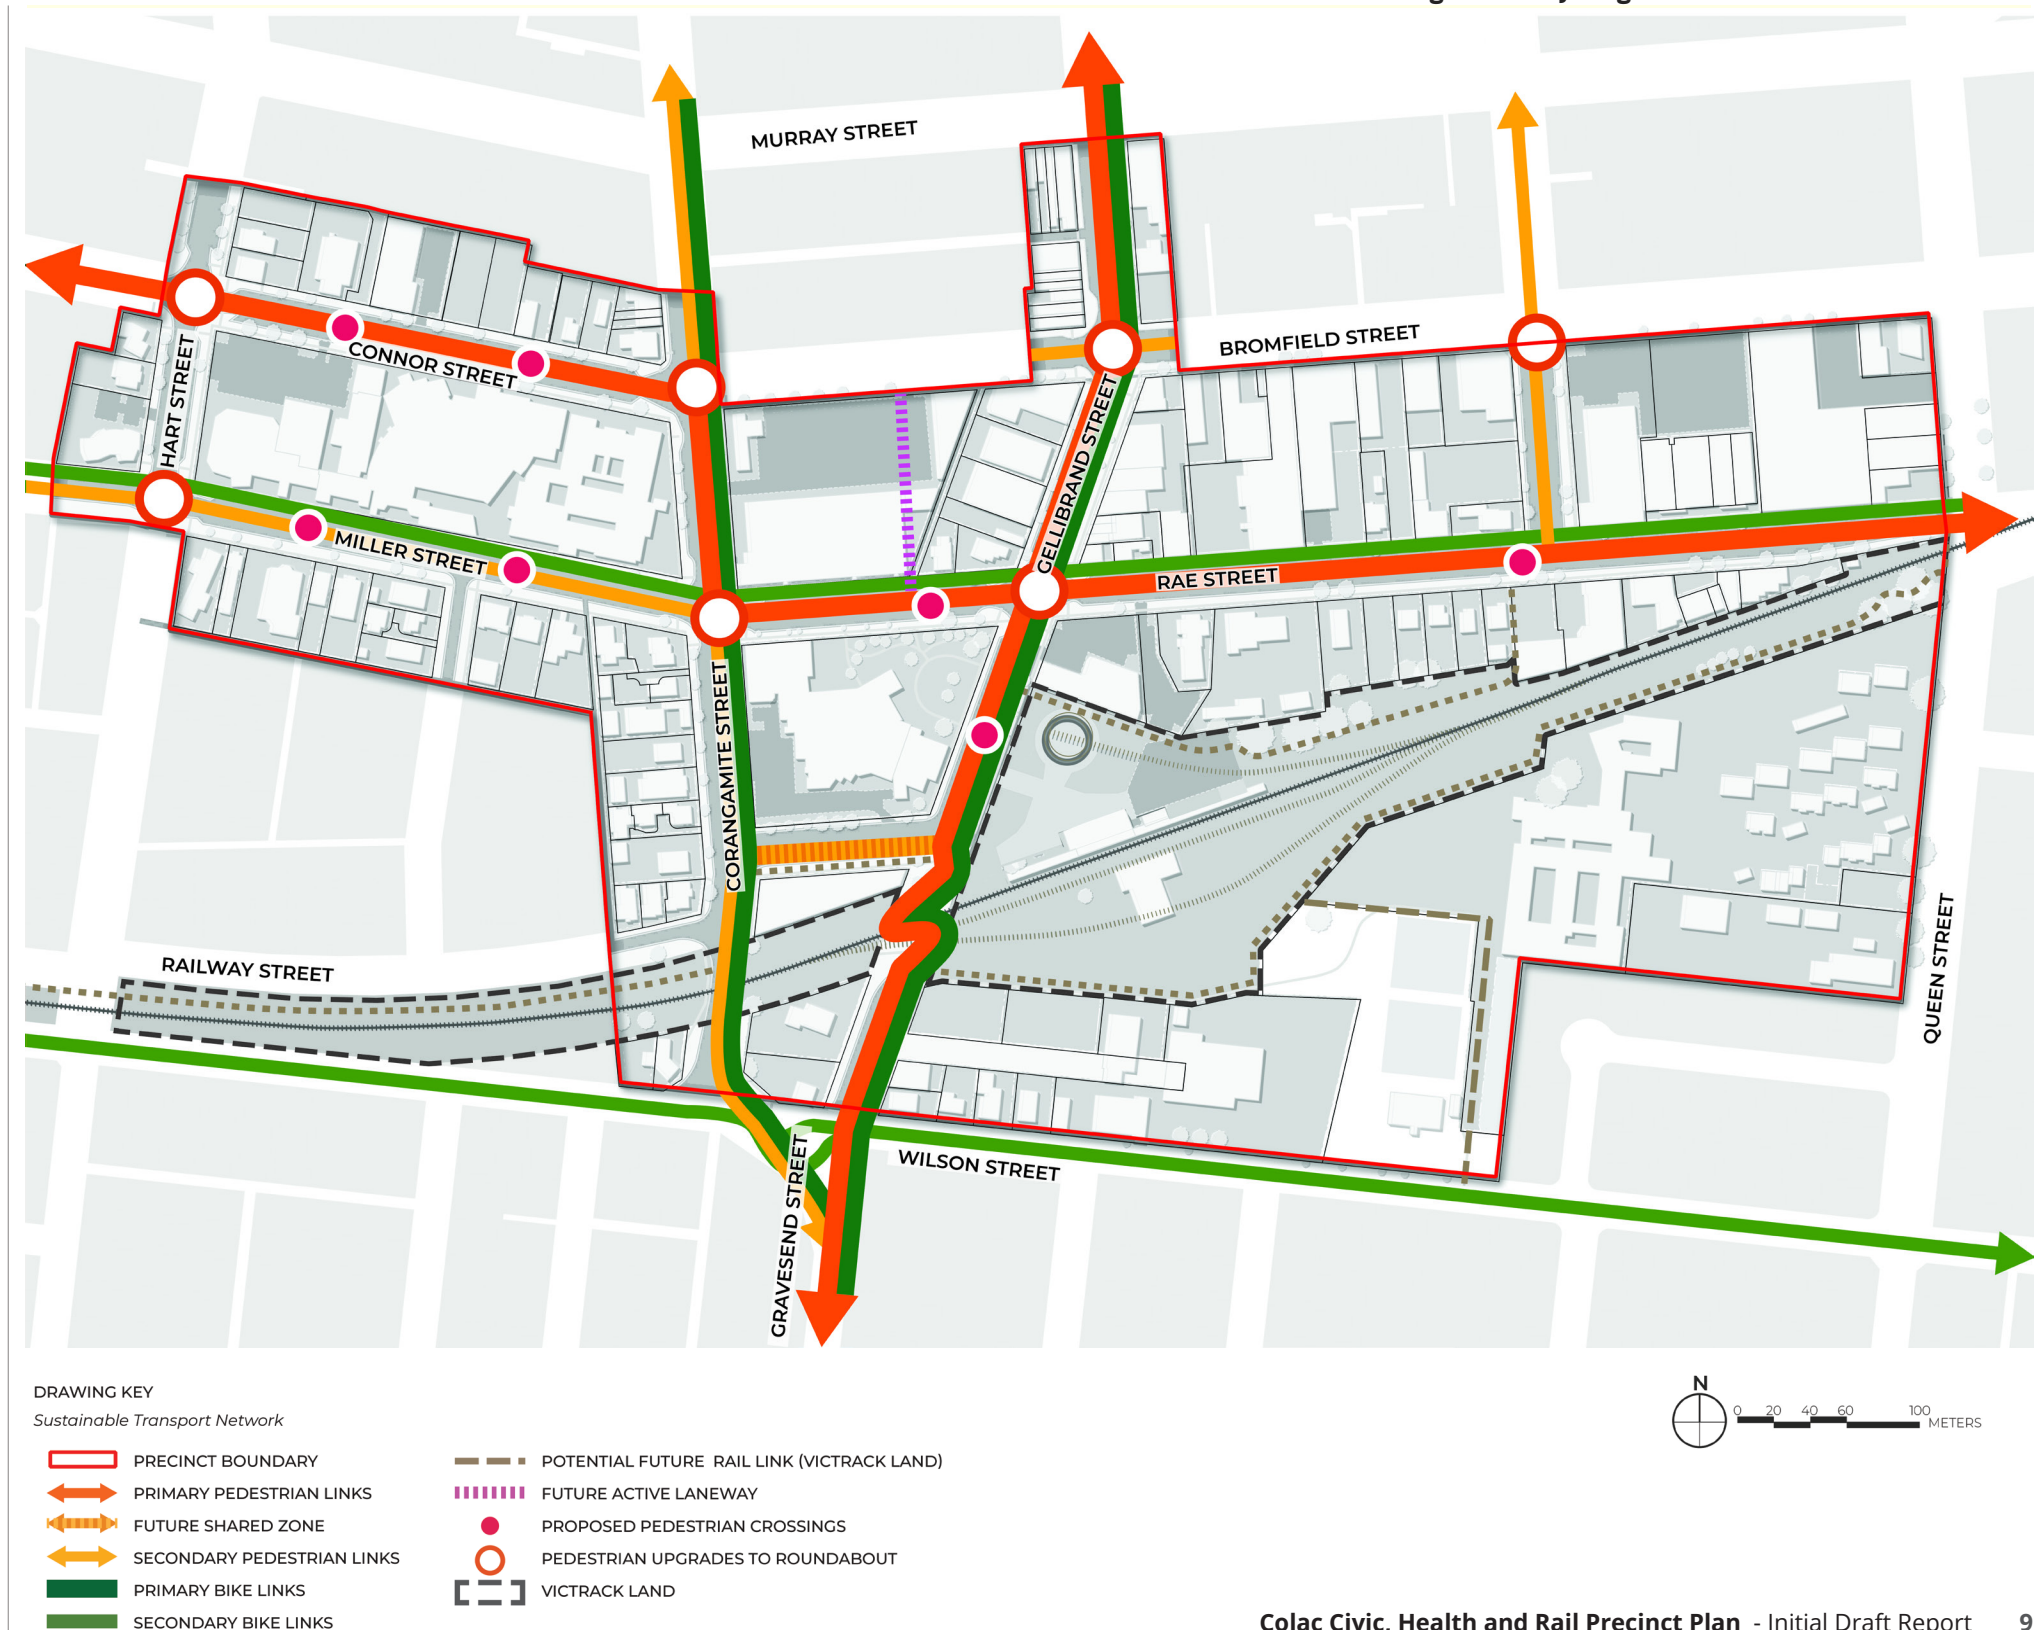 MURRAY STREET
BROMFIELD STREET
CONNOR STREET
HART STREET
GELLIBRAND STREET
MILLER STREET
RAE STREET
CORANGAMITE STREET
QUEEN STREET
RAILWAY STREET
WILSON STREET
GRAVESEND STREET
DRAWING KEY
Sustainable Transport Network
PRECINCT BOUNDARY
PRIMARY PEDESTRIAN LINKS
FUTURE SHARED ZONE
SECONDARY PEDESTRIAN LINKS
PRIMARY BIKE LINKS
SECONDARY BIKE LINKS
POTENTIAL FUTURE RAIL LINK (VICTRACK LAND)
FUTURE ACTIVE LANEWAY
PROPOSED PEDESTRIAN CROSSINGS
PEDESTRIAN UPGRADES TO ROUNDABOUT
VICTRACK LAND
N
0 20 40 60 100
METERS
Colac Civic, Health and Rail Precinct Plan - Initial Draft Report 9